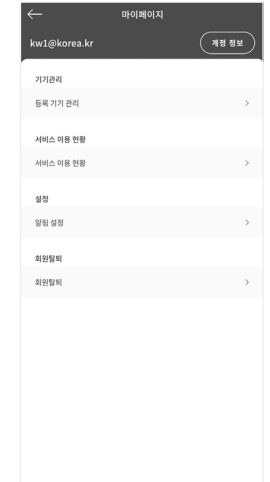 마이페이지
kw1@korea.kr
계정 정보
기기관리
등록 기기 관리
서비스 이용 현황
서비스 이용 현황
설정
알림 설정
회원탈퇴
회원탈퇴